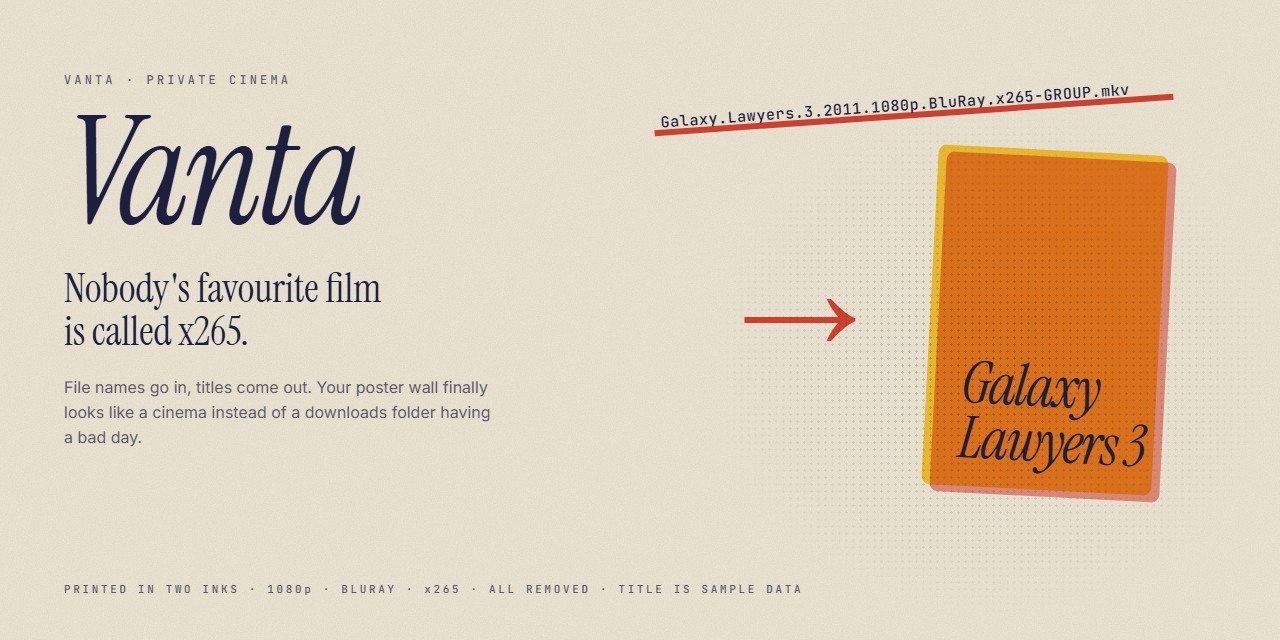 VANTA · PRIVATE CINEMA
Vanta
Nobody's favourite film
is called x265.
File names go in, titles come out. Your poster wall finally
looks like a cinema instead of a downloads folder having
a bad day.
Galaxy.Lawyers.3.2011.1080p.BluRay.x265-GROUP.mkv
Galaxy
Lawyers 3
PRINTED IN TWO INKS · 1080p · BLURAY · x265 · ALL REMOVED · TITLE IS SAMPLE DATA